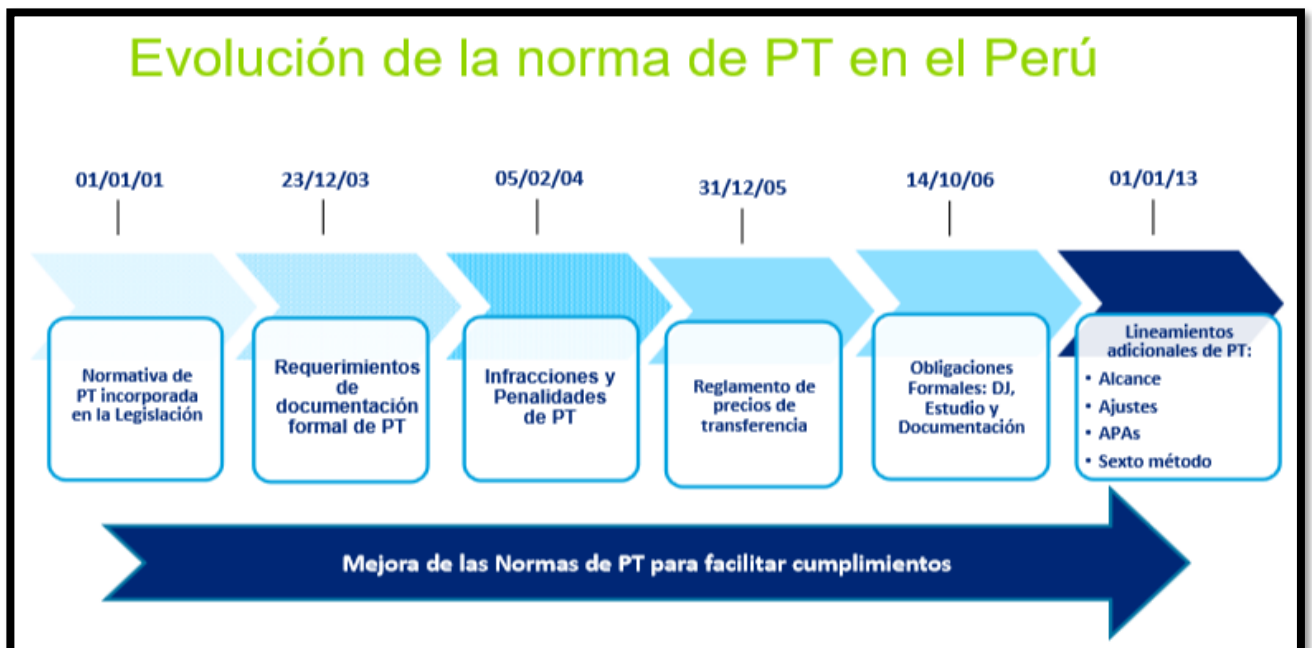 Evolución de la norma de PT en el Perú
01/01/01
23/12/03
05/02/04
31/12/05
14/10/06
01/01/13
Normativa de
PT incorporada
en la Legislación
Requerimientos
de
documentación
formal de PT
Infracciones y
Penalidades
de PT
Reglamento de
precios de
transferencia
Obligaciones
Formales: DJ,
Estudio y
Documentación
Lineamientos
adicionales de PT:
• Alcance
• Ajustes
• APAs
• Sexto método
Mejora de las Normas de PT para facilitar cumplimientos